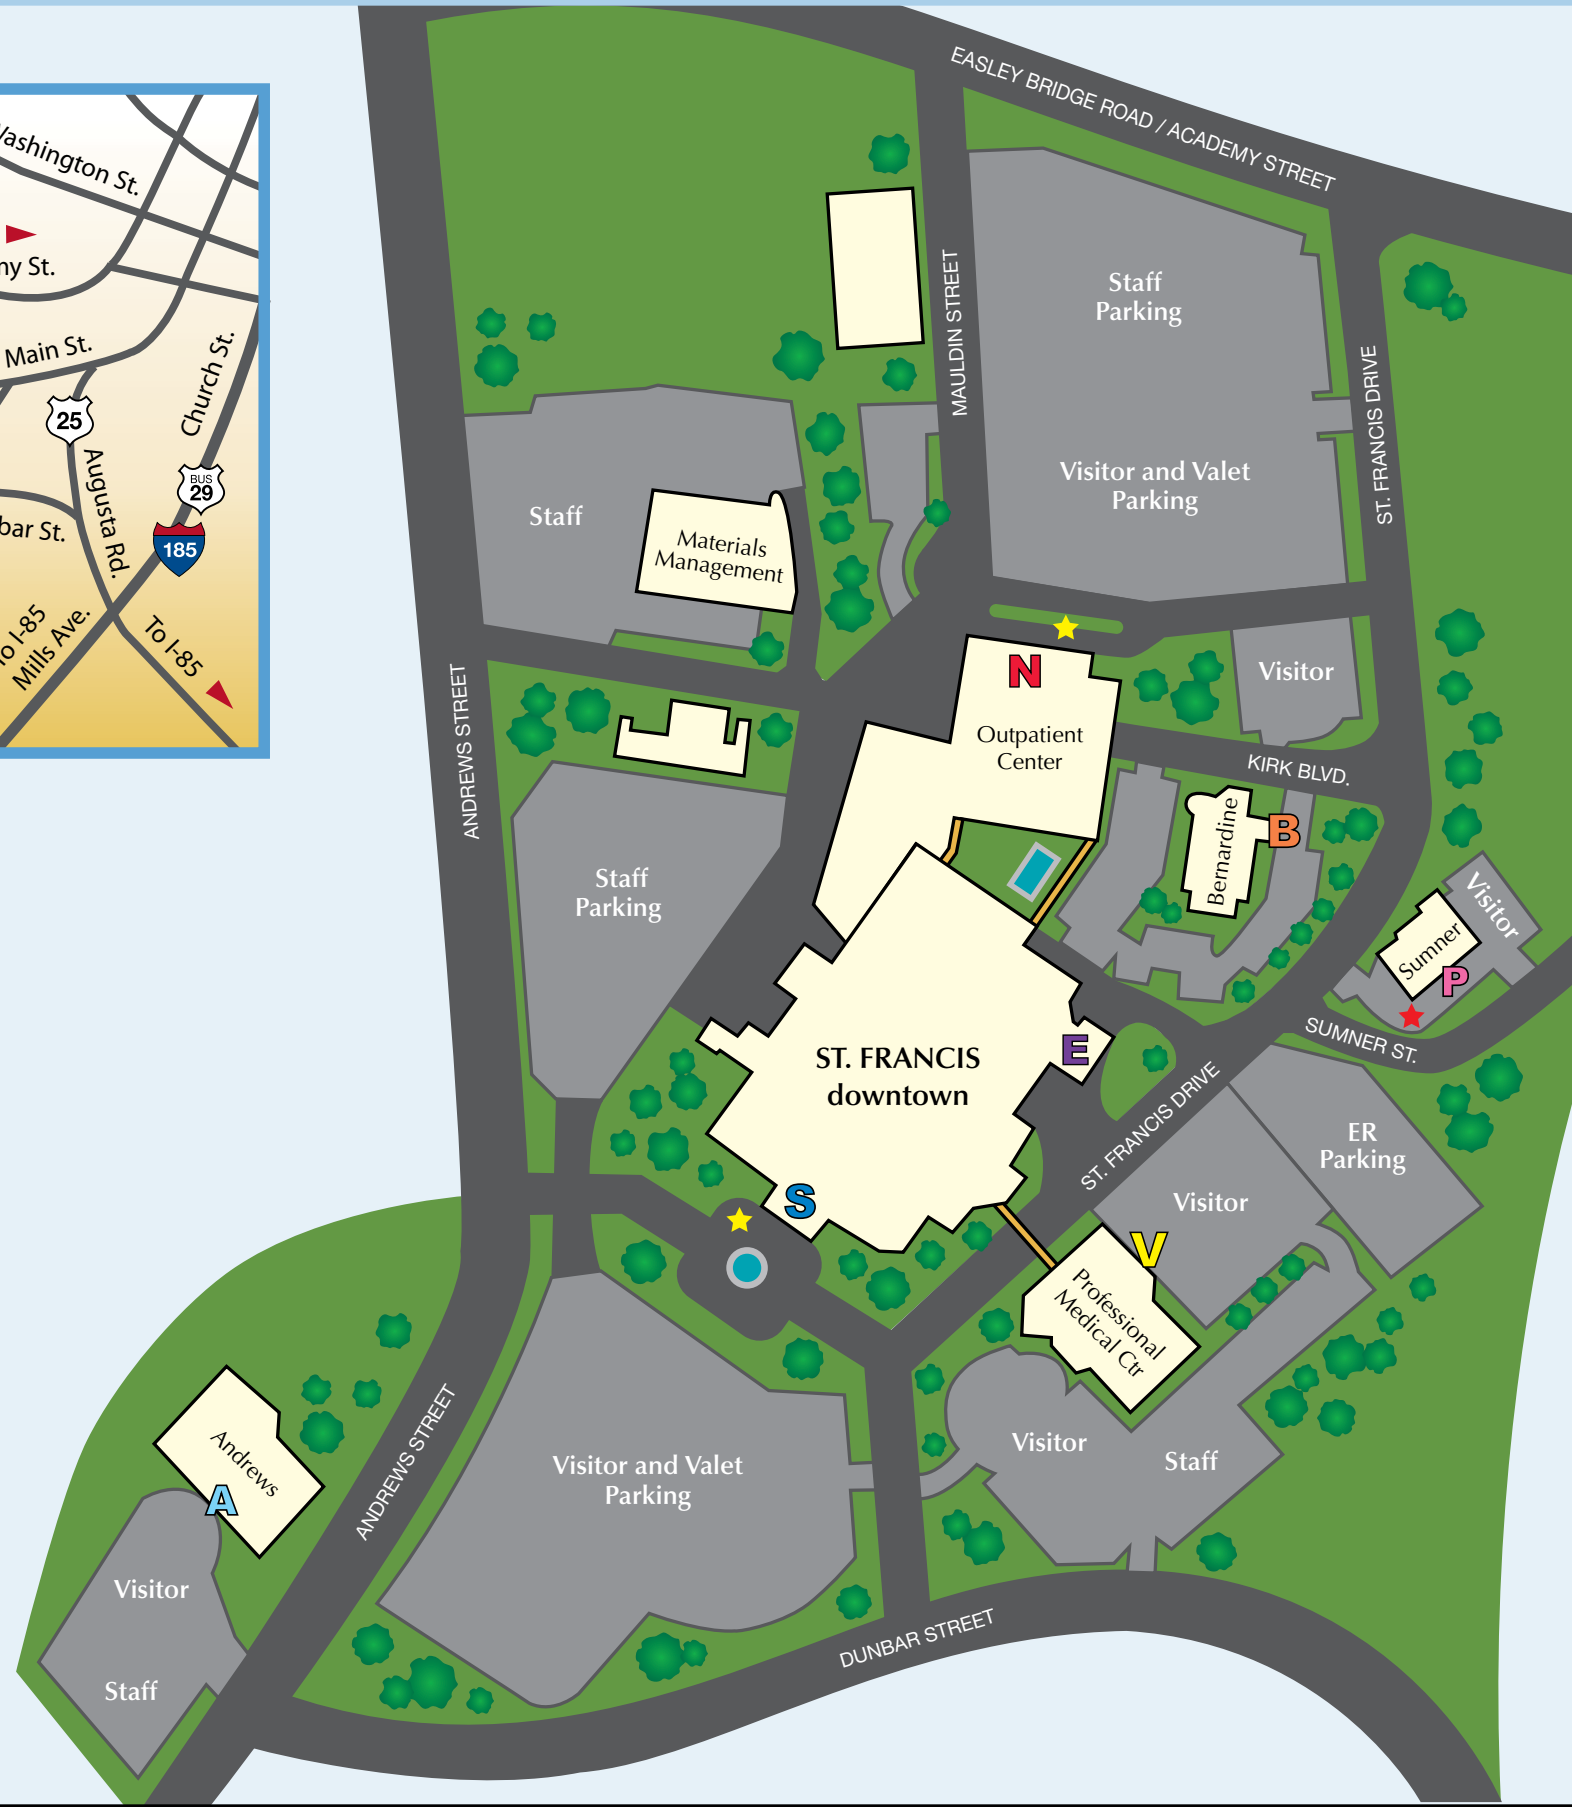 Washington St.
ny St.
Main St.
25
Church St.
BUS
29
Augusta Rd.
bar St.
185
To I-85
Mills Ave.
To I-85
EASLEY BRIDGE ROAD / ACADEMY STREET
MAULDIN STREET
Staff
Parking
ST. FRANCIS DRIVE
Visitor and Valet
Parking
Staff
Materials
Management
N
Visitor
Outpatient
Center
ANDREWS STREET
KIRK BLVD.
Bernardine
B
Staff
Parking
Visitor
Sumner
P
SUMNER ST.
ST. FRANCIS
downtown
E
ST. FRANCIS DRIVE
ER
Parking
Visitor
S
V
Professional
Medical Ctr
Andrews
A
ANDREWS STREET
Visitor and Valet
Parking
Visitor
Staff
Visitor
Staff
DUNBAR STREET